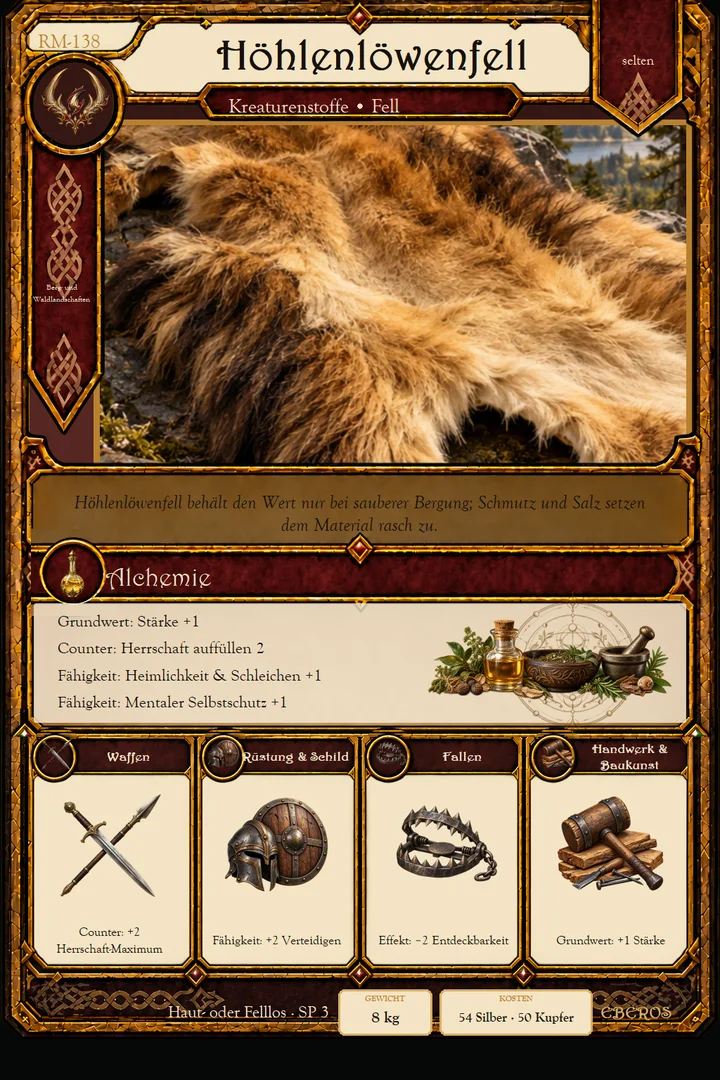 RM-138
Höhlenlöwenfell
selten
Kreaturenstoffe • Fell
Berg- und
Waldlandschaften
Höhlenlöwenfell behält den Wert nur bei sauberer Bergung; Schmutz und Salz setzen
dem Material rasch zu.
Alchemie
Grundwert: Stärke +1
Counter: Herrschaft auffüllen 2
Fähigkeit: Heimlichkeit & Schleichen +1
Fähigkeit: Mentaler Selbstschutz +1
Waffen
Rüstung & Schild
Fallen
Handwerk &
Baukunst
Counter: +2
Herrschaft-Maximum
Fähigkeit: +2 Verteidigen
Effekt: −2 Entdeckbarkeit
Grundwert: +1 Stärke
Haut- oder Felllos · SP 3
GEWICHT
8 kg
KOSTEN
54 Silber · 50 Kupfer
EBEROS